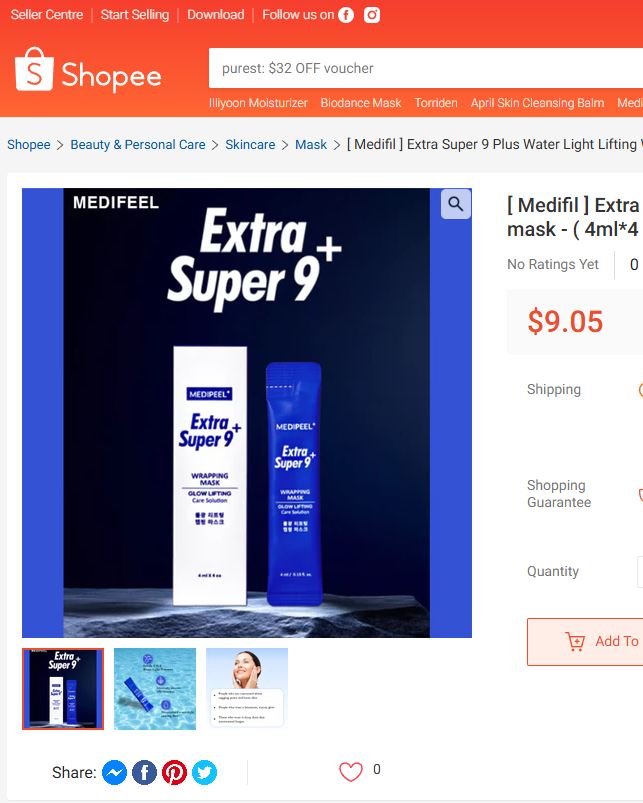 Seller Centre
Start Selling
Download
Follow us on
Shopee
purest: $32 OFF voucher
Illiyoon Moisturizer
Biodance Mask
Torriden
April Skin Cleansing Balm
Medi
Shopee > Beauty & Personal Care > Skincare > Mask > [ Medifil ] Extra Super 9 Plus Water Light Lifting
MEDIFEEL
Extra
Super 9+
MEDIPEEL+
Extra
Super 9+
WRAPPING
MASK
GLOW LIFTING
Care Solution
물광 리프팅
랩핑 마스크
MEDIPEEL+
Extra
Super 9+
WRAPPING
MASK
GLOW LIFTING
Care Solution
물광 리프팅
랩핑 마스크
[ Medifil ] Extra
mask - ( 4ml*4
No Ratings Yet
0
$9.05
Shipping
Shopping
Guarantee
Quantity
Add To
Extra
Super 9+
Share:
0